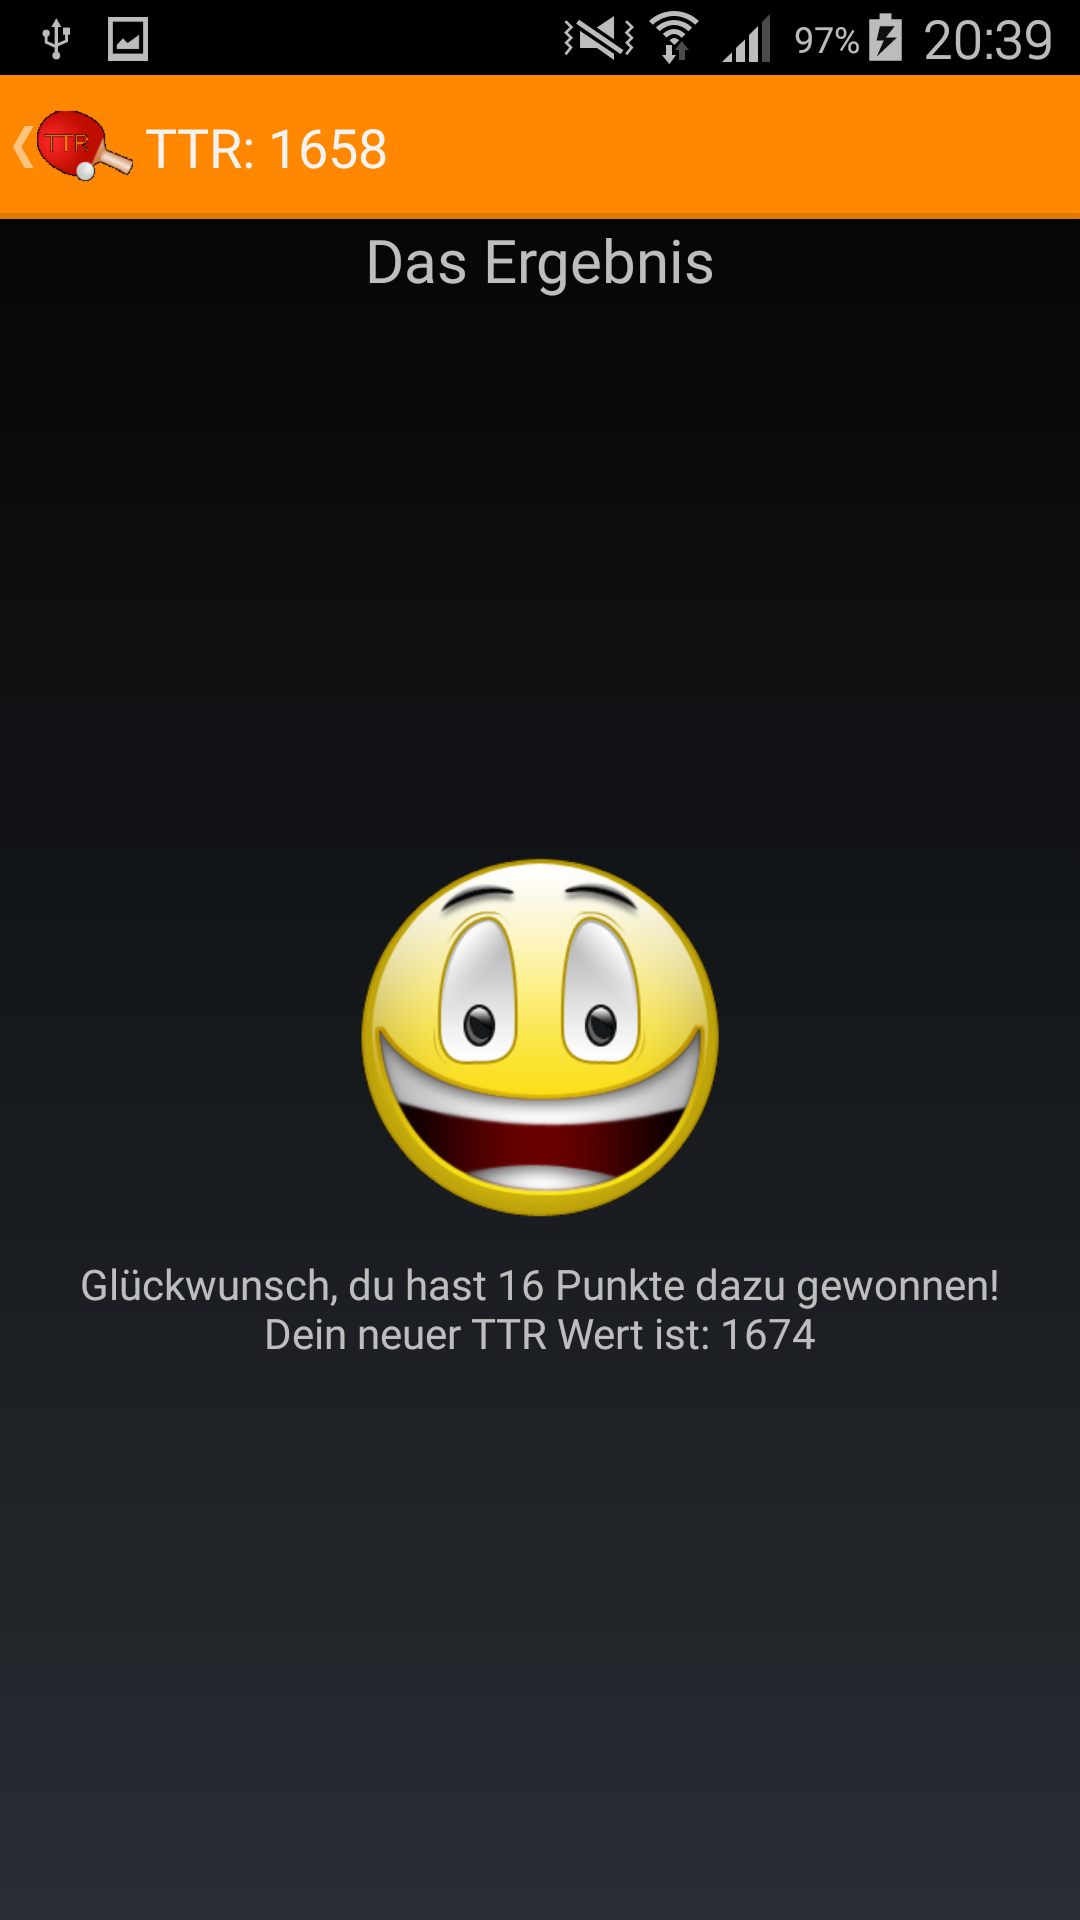 97% 20:39
TTR TTR: 1658
Das Ergebnis
Glückwunsch, du hast 16 Punkte dazu gewonnen!
Dein neuer TTR Wert ist: 1674